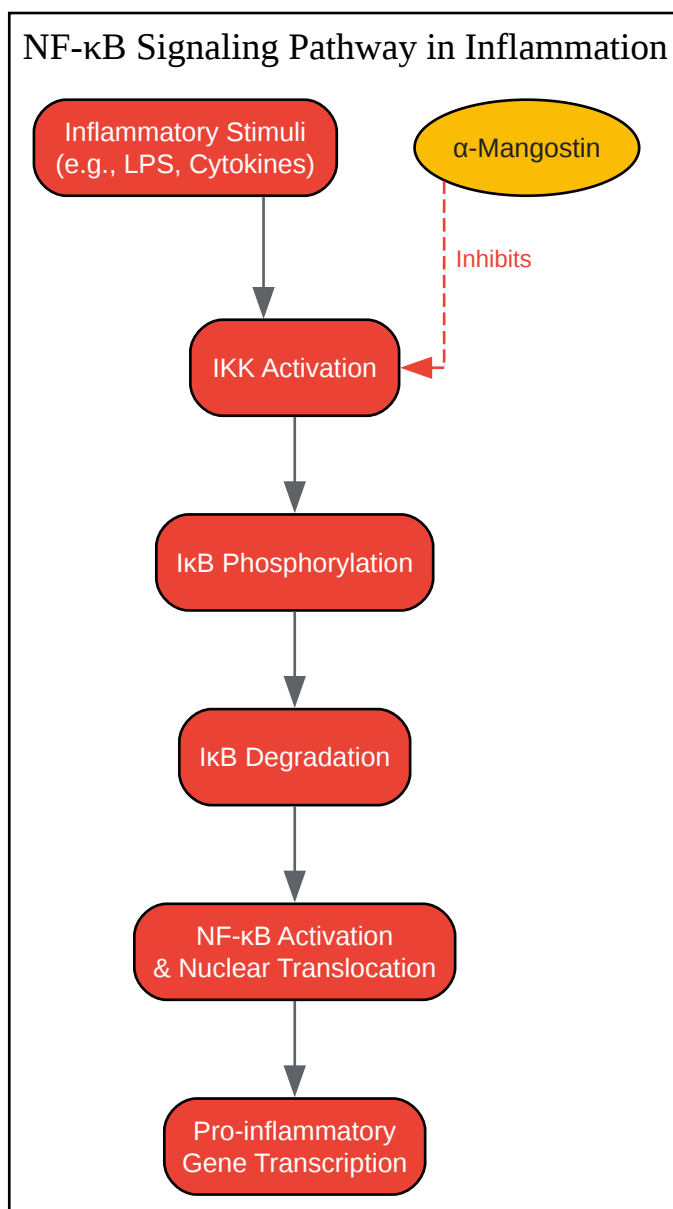 NF-κB Signaling Pathway in Inflammation
Inflammatory Stimuli
(e.g., LPS, Cytokines)
α-Mangostin
Inhibits
IKK Activation
IκB Phosphorylation
IκB Degradation
NF-κB Activation
& Nuclear Translocation
Pro-inflammatory
Gene Transcription